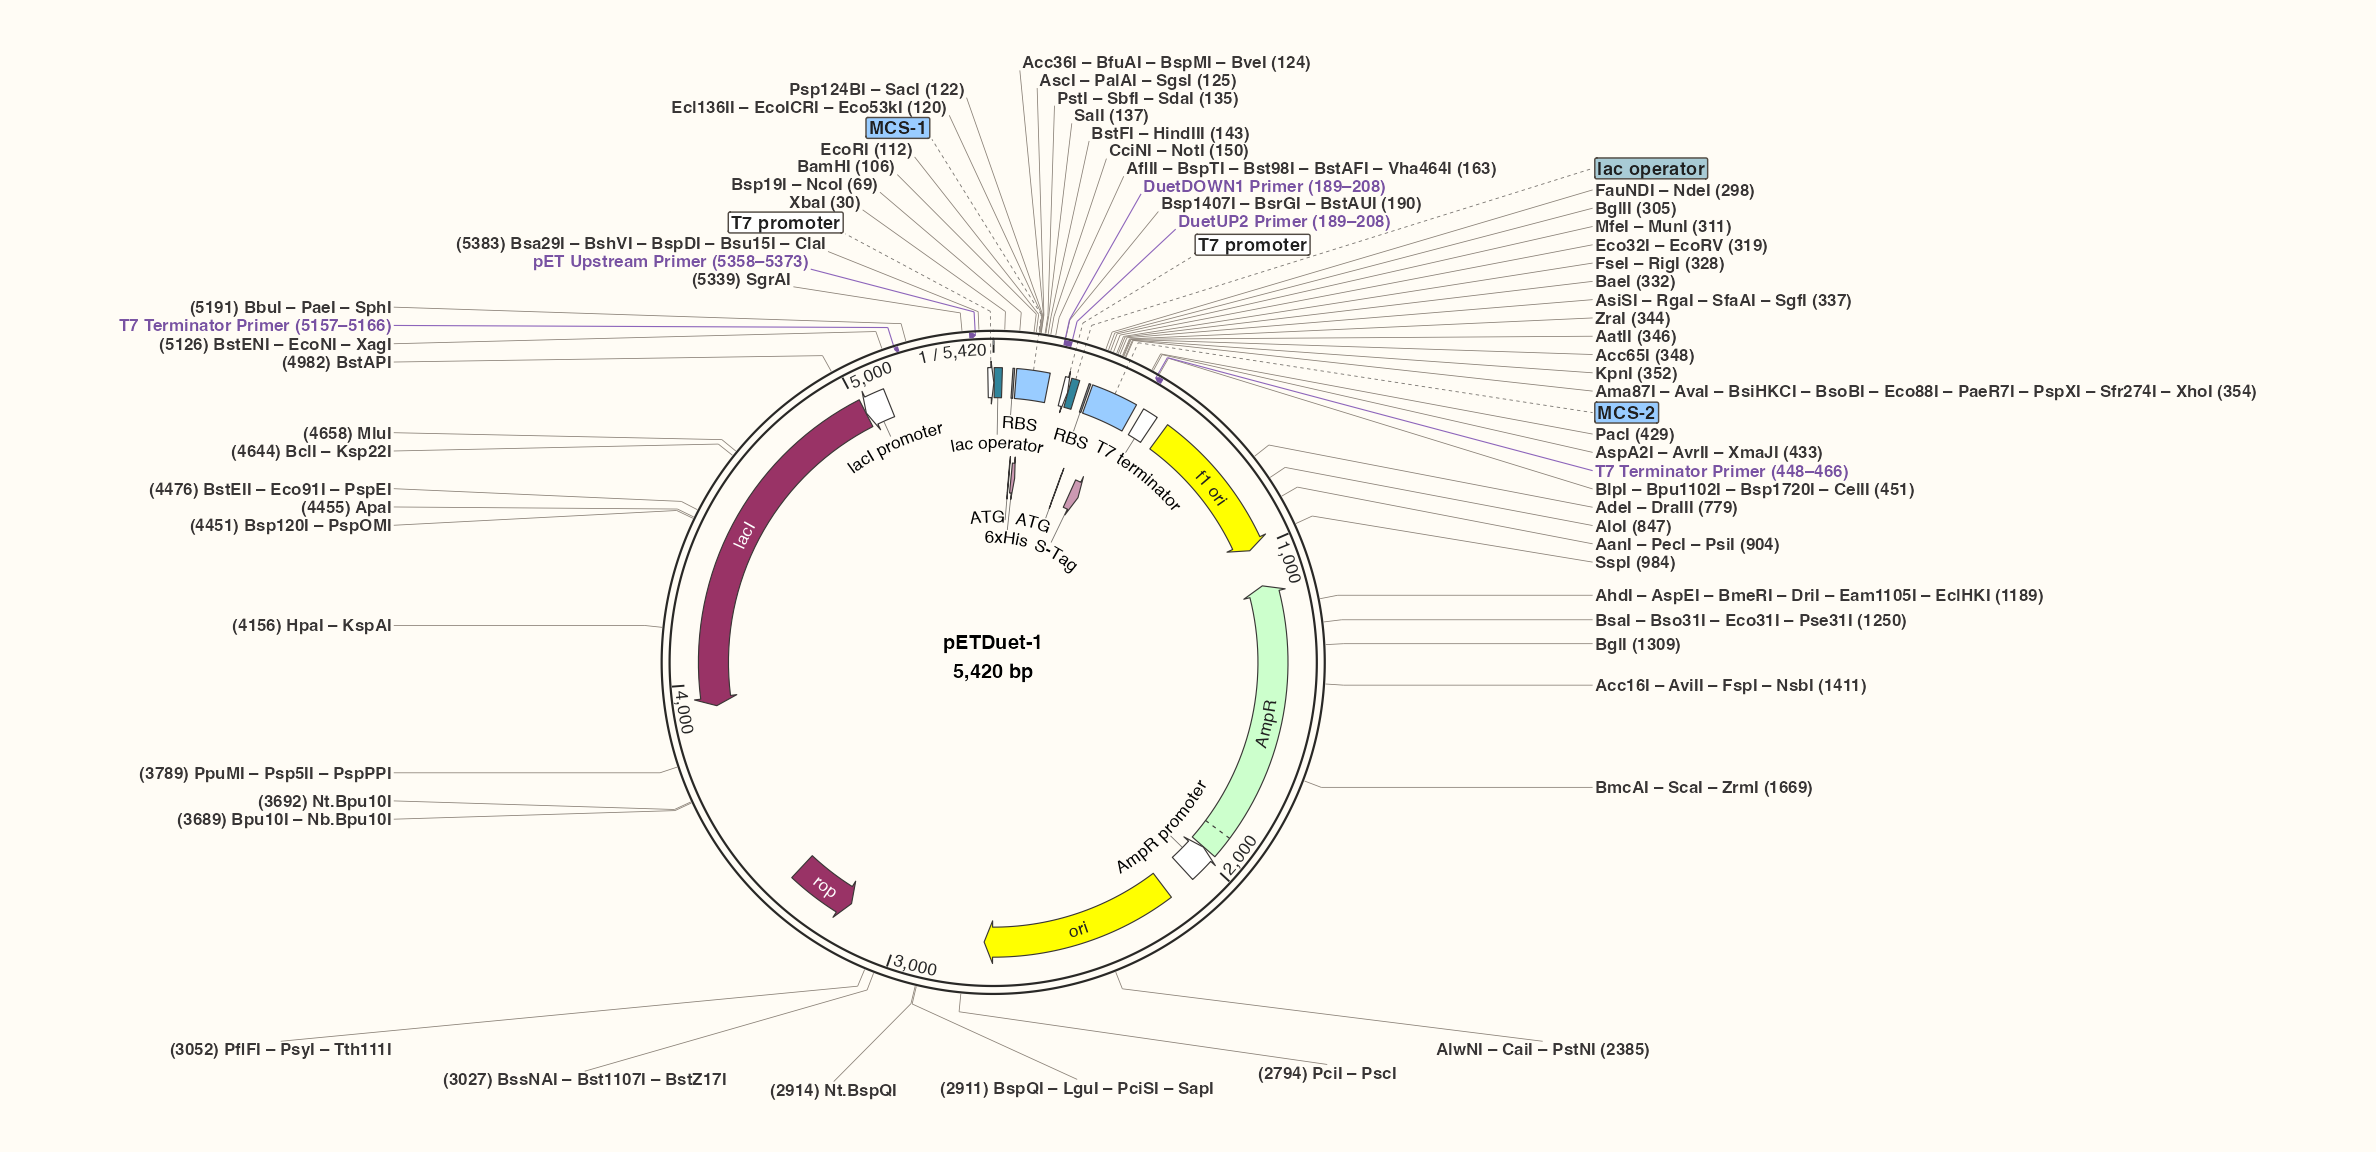 Acc36I – BfuAI – BspMI – BveI (124)
AscI – PalAI – SgsI (125)
PstI – SbfI – SdaI (135)
SalI (137)
BstFI – HindIII (143)
CciNI – NotI (150)
AflII – BspTI – Bst98I – BstAFI – Vha464I (163)
DuetDOWN1 Primer (189–208)
Bsp1407I – BsrGI – BstAUI (190)
DuetUP2 Primer (189–208)
T7 promoter
Psp124BI – SacI (122)
Ecl136II – EcoICRI – Eco53kI (120)
MCS-1
EcoRI (112)
BamHI (106)
Bsp19I – NcoI (69)
XbaI (30)
T7 promoter
(5383) Bsa29I – BshVI – BspDI – Bsu15I – ClaI
pET Upstream Primer (5358–5373)
(5339) SgrAI
(5191) BbuI – PaeI – SphI
T7 Terminator Primer (5157–5166)
(5126) BstENI – EcoNI – XagI
(4982) BstAPI
(4658) MluI
(4644) BclI – Ksp22I
(4476) BstEII – Eco91I – PspEI
(4455) ApaI
(4451) Bsp120I – PspOMI
(4156) HpaI – KspAI
(3789) PpuMI – Psp5II – PspPPI
(3692) Nt.Bpu10I
(3689) Bpu10I – Nb.Bpu10I
lac operator
FauNDI – NdeI (298)
BglII (305)
MfeI – MunI (311)
Eco32I – EcoRV (319)
FseI – RigI (328)
BaeI (332)
AsiSI – RgaI – SfaAI – SgfI (337)
ZraI (344)
AatII (346)
Acc65I (348)
KpnI (352)
Ama87I – AvaI – BsiHKCI – BsoBI – Eco88I – PaeR7I – PspXI – Sfr274I – XhoI (354)
MCS-2
PacI (429)
AspA2I – AvrII – XmaJI (433)
T7 Terminator Primer (448–466)
BlpI – Bpu1102I – Bsp1720I – CelII (451)
AdeI – DraIII (779)
AloI (847)
AanI – PecI – PsiI (904)
SspI (984)
AhdI – AspEI – BmeRI – DriI – Eam1105I – EclHKI (1189)
BsaI – Bso31I – Eco31I – Pse31I (1250)
BglI (1309)
Acc16I – AviII – FspI – NsbI (1411)
BmcAI – ScaI – ZrmI (1669)
1 / 5,420
5,000
4,000
3,000
2,000
1,000
lacI promoter
lacI
RBS
lac operator
RBS
T7 terminator
f1 ori
ATG
6xHis
ATG
S-Tag
pETDuet-1
5,420 bp
AmpR
AmpR promoter
ori
rop
(3052) PflFI – PsyI – Tth111I
(3027) BssNAI – Bst1107I – BstZ17I
(2914) Nt.BspQI
(2911) BspQI – LguI – PciSI – SapI
(2794) PciI – PscI
AlwNI – CaiI – PstNI (2385)